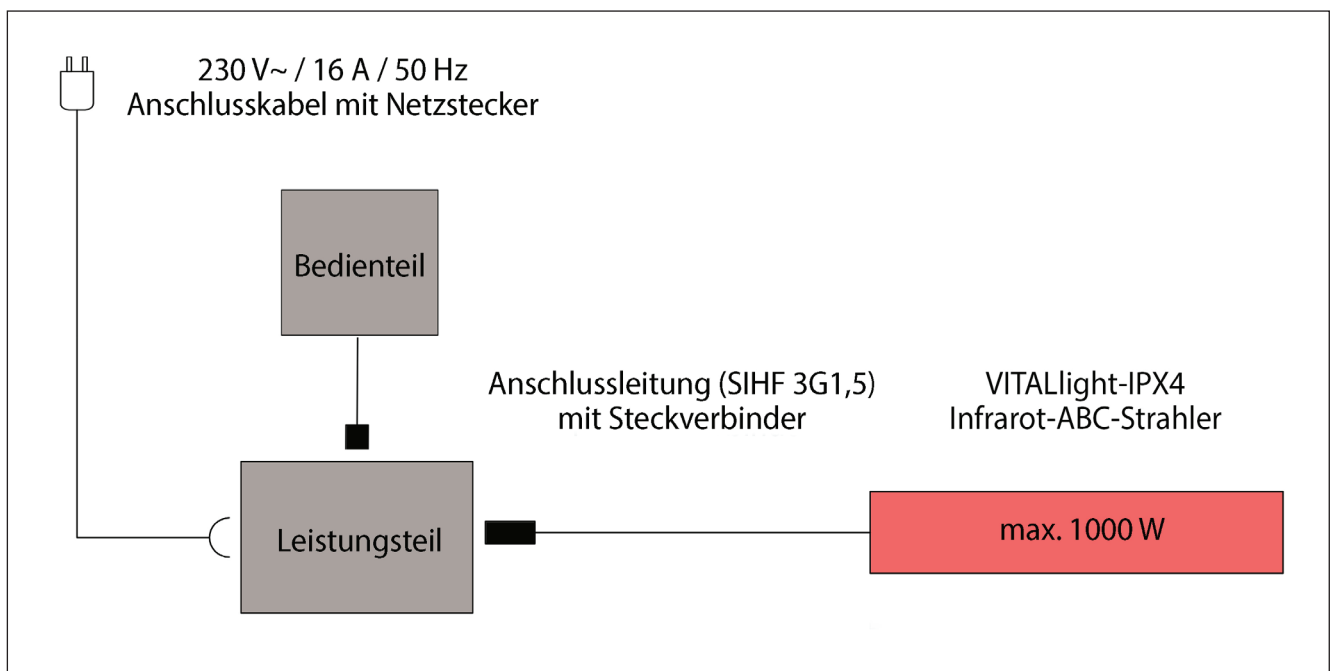 230 V~ / 16 A / 50 Hz
Anschlusskabel mit Netzstecker
Bedienteil
Anschlussleitung (SIHF 3G1,5)
mit Steckverbinder
VITALlight-IPX4
Infrarot-ABC-Strahler
Leistungsteil
max. 1000 W